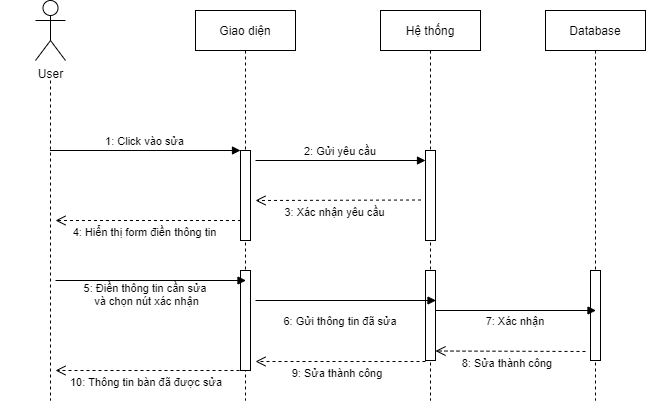 Giao diện
Hệ thống
Database
User
1: Click vào sửa
2: Gửi yêu cầu
3: Xác nhận yêu cầu
4: Hiển thị form điền thông tin
5: Điền thông tin cần sửa
và chọn nút xác nhận
6: Gửi thông tin đã sửa
7: Xác nhận
8: Sửa thành công
9: Sửa thành công
10: Thông tin bàn đã được sửa